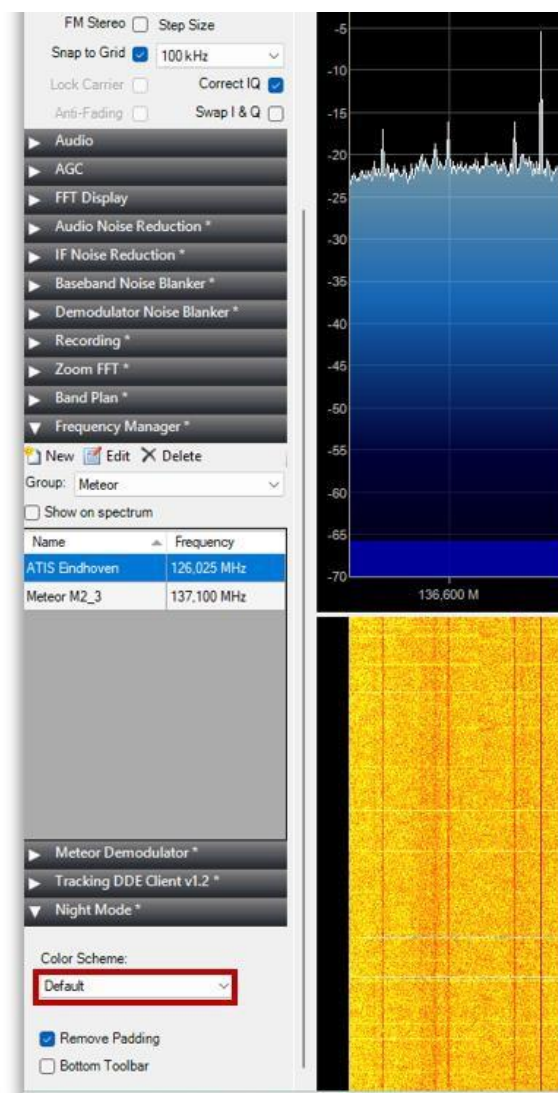 FM Stereo Step Size
Snap to Grid 100 kHz
Lock Carrier Correct IQ
Anti-Fading Swap I & Q
Audio
AGC
FFT Display
Audio Noise Reduction *
IF Noise Reduction *
Baseband Noise Blanker *
Demodulator Noise Blanker *
Recording *
Zoom FFT *
Band Plan *
Frequency Manager *
New Edit Delete
Group: Meteor
Show on spectrum
Name Frequency
ATIS Eindhoven 126,025 MHz
Meteor M2_3 137,100 MHz
Meteor Demodulator *
Tracking DDE Client v1.2 *
Night Mode *
Color Scheme:
Default
Remove Padding
Bottom Toolbar
-5
-10
-15
-20
-25
-30
-35
-40
-45
-50
-55
-60
-65
-70
136,600 M